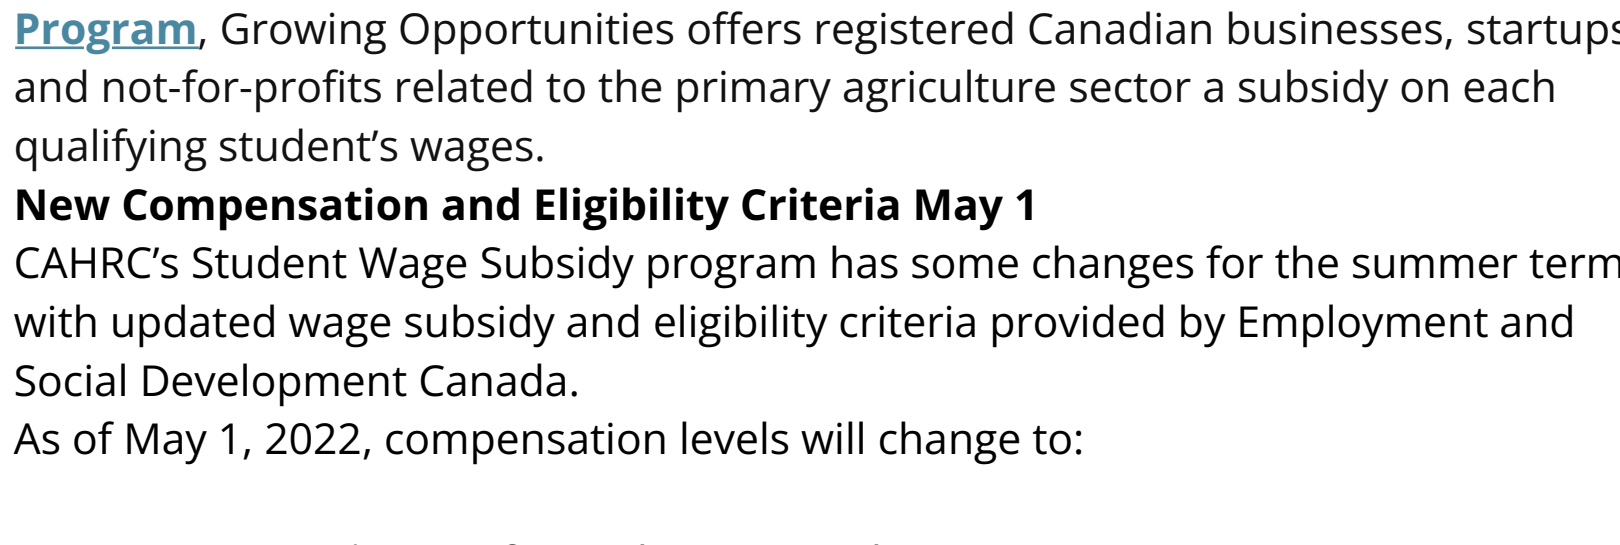 Program, Growing Opportunities offers registered Canadian businesses, startups
and not-for-profits related to the primary agriculture sector a subsidy on each
qualifying student’s wages.
New Compensation and Eligibility Criteria May 1
CAHRC’s Student Wage Subsidy program has some changes for the summer term
with updated wage subsidy and eligibility criteria provided by Employment and
Social Development Canada.
As of May 1, 2022, compensation levels will change to: